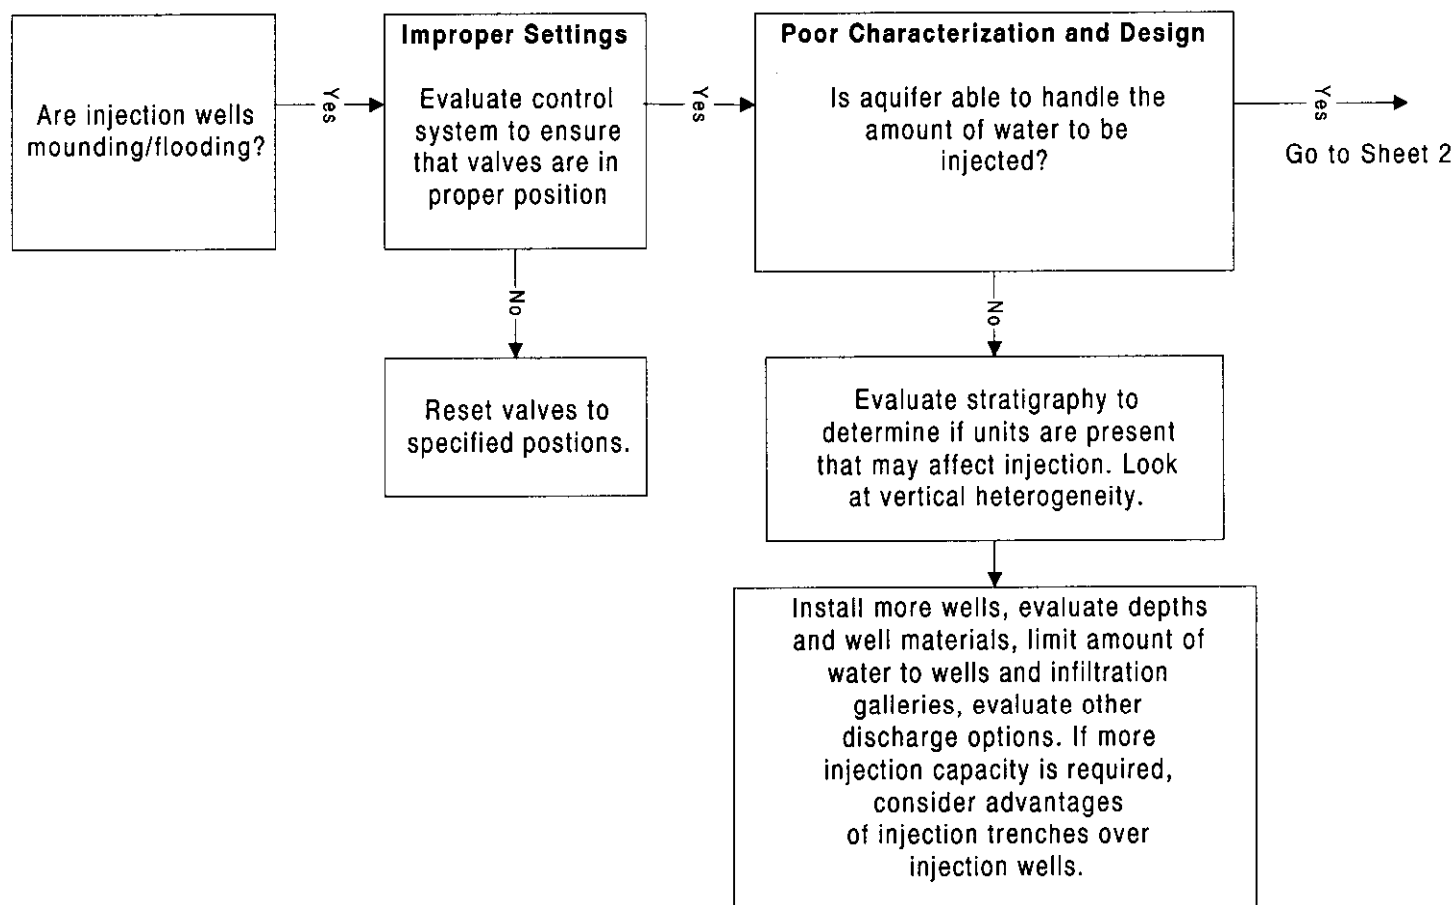 Are injection wells
mounding/flooding?
Yes
Improper Settings
Evaluate control
system to ensure
that valves are in
proper position
Yes
Poor Characterization and Design
Is aquifer able to handle the
amount of water to be
injected?
Yes
Go to Sheet 2
No
Reset valves to
specified postions.
No
Evaluate stratigraphy to
determine if units are present
that may affect injection. Look
at vertical heterogeneity.
Install more wells, evaluate depths
and well materials, limit amount of
water to wells and infiltration
galleries, evaluate other
discharge options. If more
injection capacity is required,
consider advantages
of injection trenches over
injection wells.